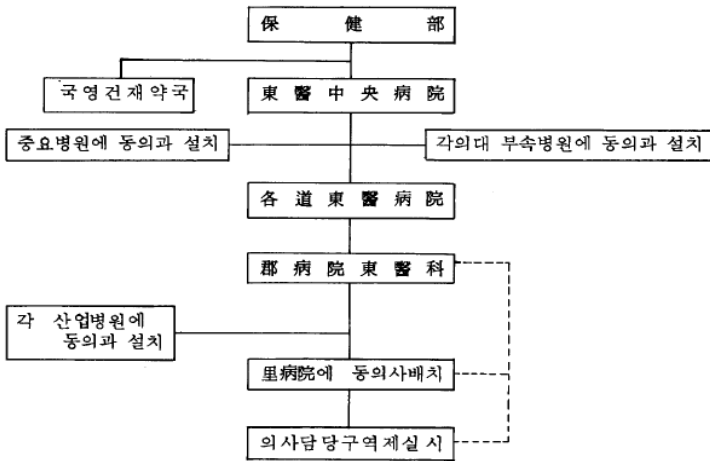 保健部
국영건재약국
東醫中央病院
중요병원에 동의과 설치
각의대 부속병원에 동의과 설치
各道東醫病院
郡病院東醫科
각 산업병원에
동의과 설치
里病院에 동의사배치
의사담당구역제실시